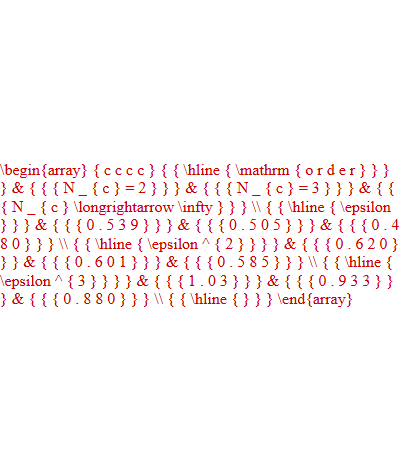 \begin{array} { c c c c } { { \hline { \mathrm { o r d e r } } }
} & { { { N _ { c } = 2 } } } & { { { N _ { c } = 3 } } } & { {
{ N _ { c } \longrightarrow \infty } } } \\ { { \hline { \epsilon
} } } & { { { 0 . 5 3 9 } } } & { { { 0 . 5 0 5 } } } & { { { 0 . 4
8 0 } } } \\ { { \hline { \epsilon ^ { 2 } } } } & { { { 0 . 6 2 0 }
} } & { { { 0 . 6 0 1 } } } & { { { 0 . 5 8 5 } } } \\ { { \hline {
\epsilon ^ { 3 } } } } & { { { 1 . 0 3 } } } & { { { 0 . 9 3 3 } }
} & { { { 0 . 8 8 0 } } } \\ { { \hline { } } } \end{array}